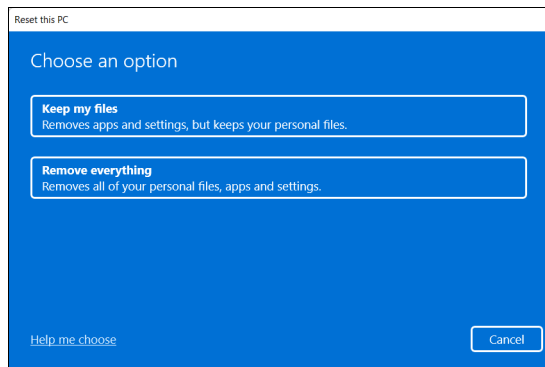 Reset this PC
Choose an option
Keep my files
Removes apps and settings, but keeps your personal files.
Remove everything
Removes all of your personal files, apps and settings.
Help me choose
Cancel